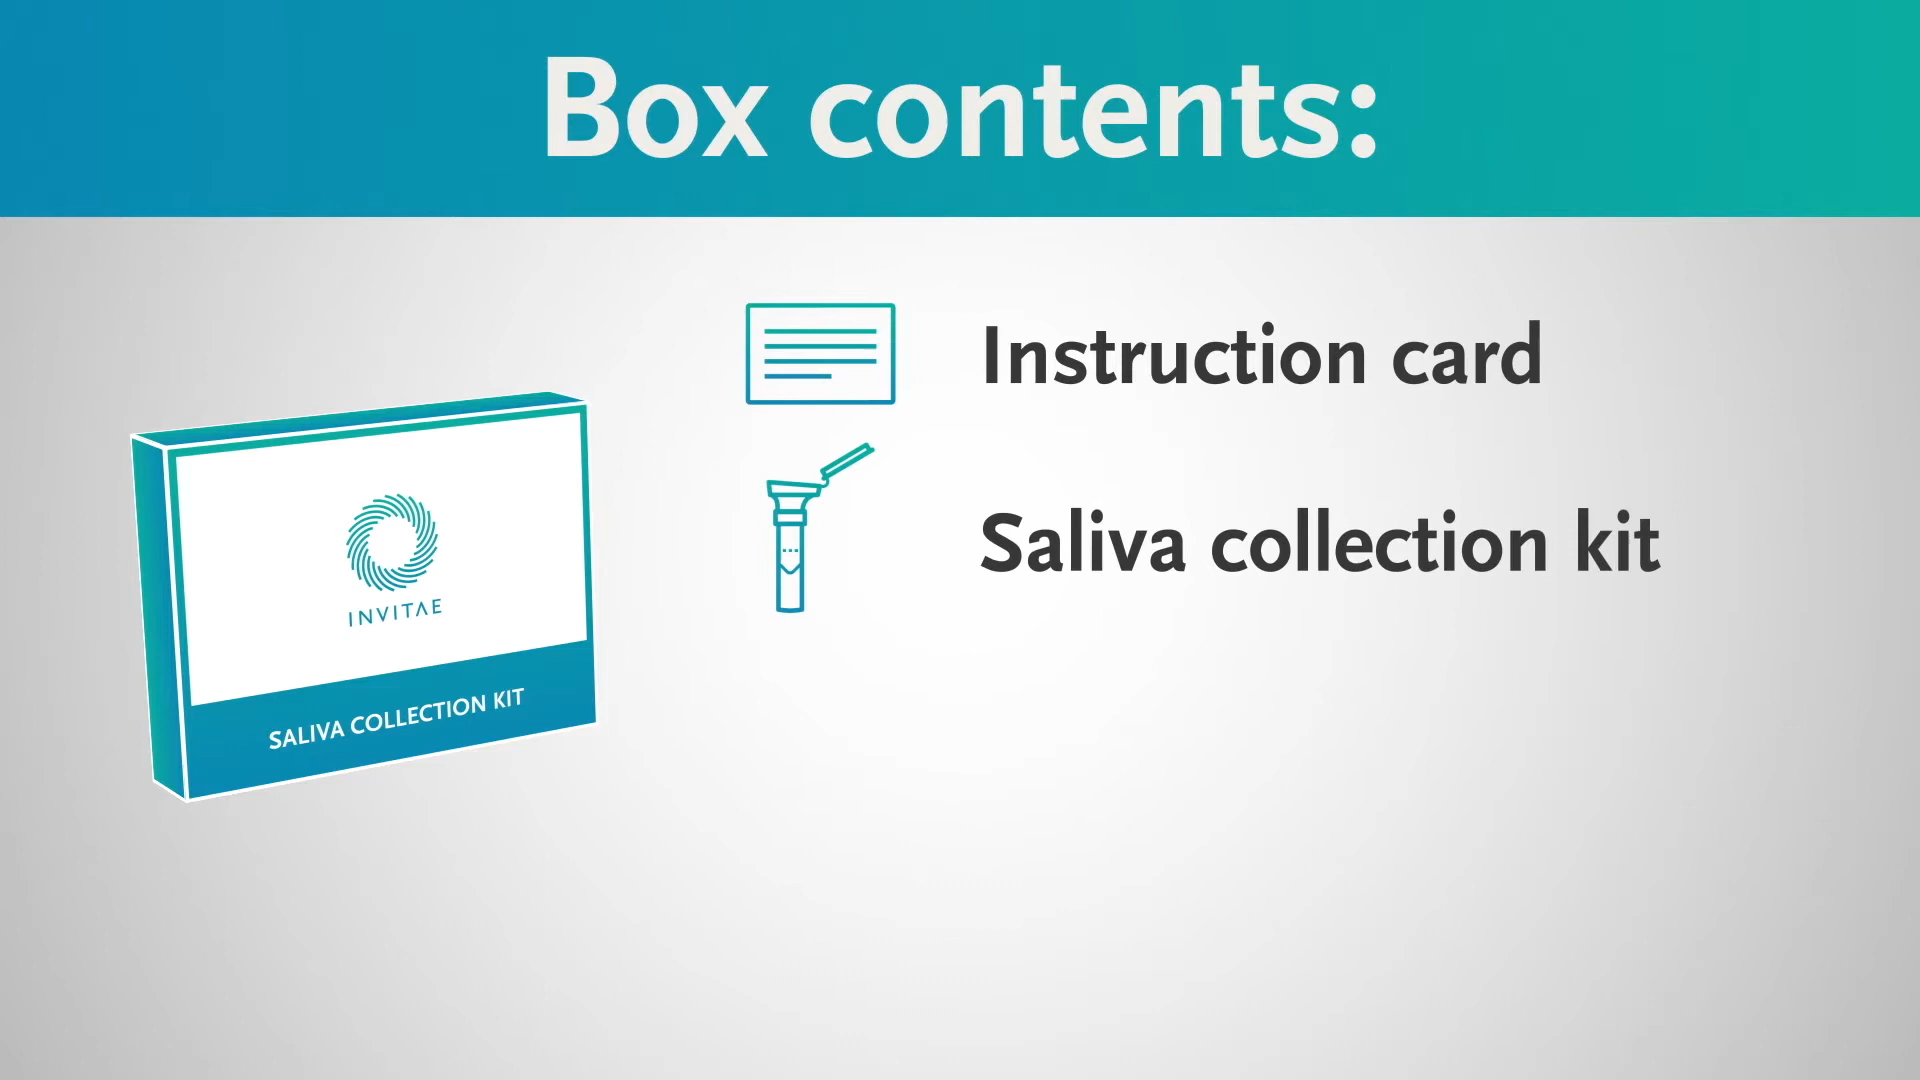 Box contents:
Instruction card
Saliva collection kit
INVITAE
SALIVA COLLECTION KIT